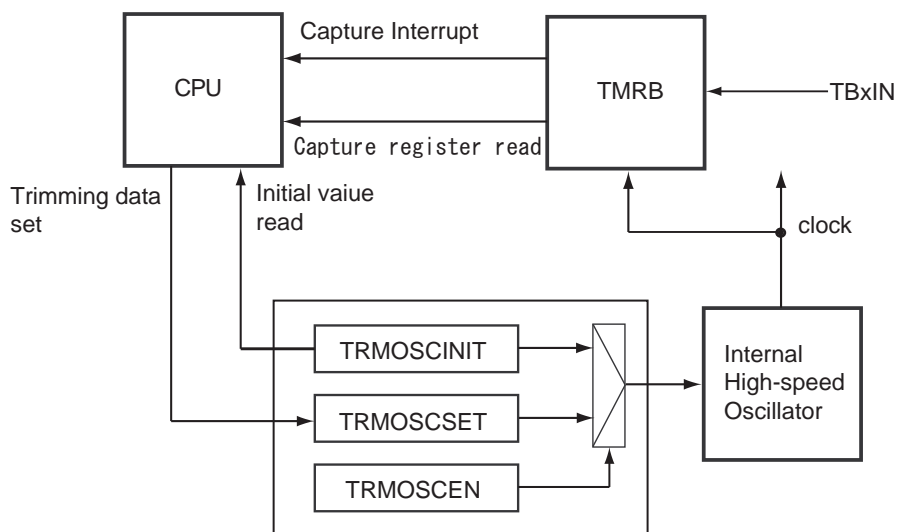 Capture Interrupt
CPU
TMRB
TBxIN
Capture register read
Trimming data
set
Initial vaiue
read
clock
TRMOSCINIT
TRMOSCSET
TRMOSCEN
Internal
High-speed
Oscillator